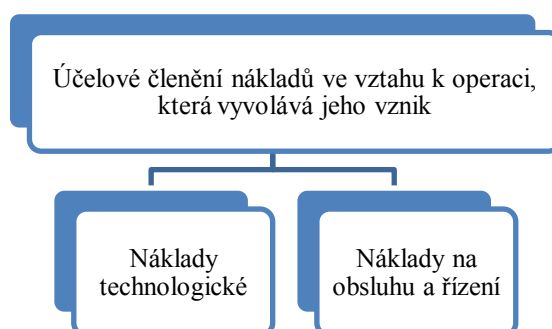 Účelové členění nákladů ve vztahu k operaci,
která vyvolává jeho vznik
Náklady
technologické
Náklady na
obsluhu a řízení